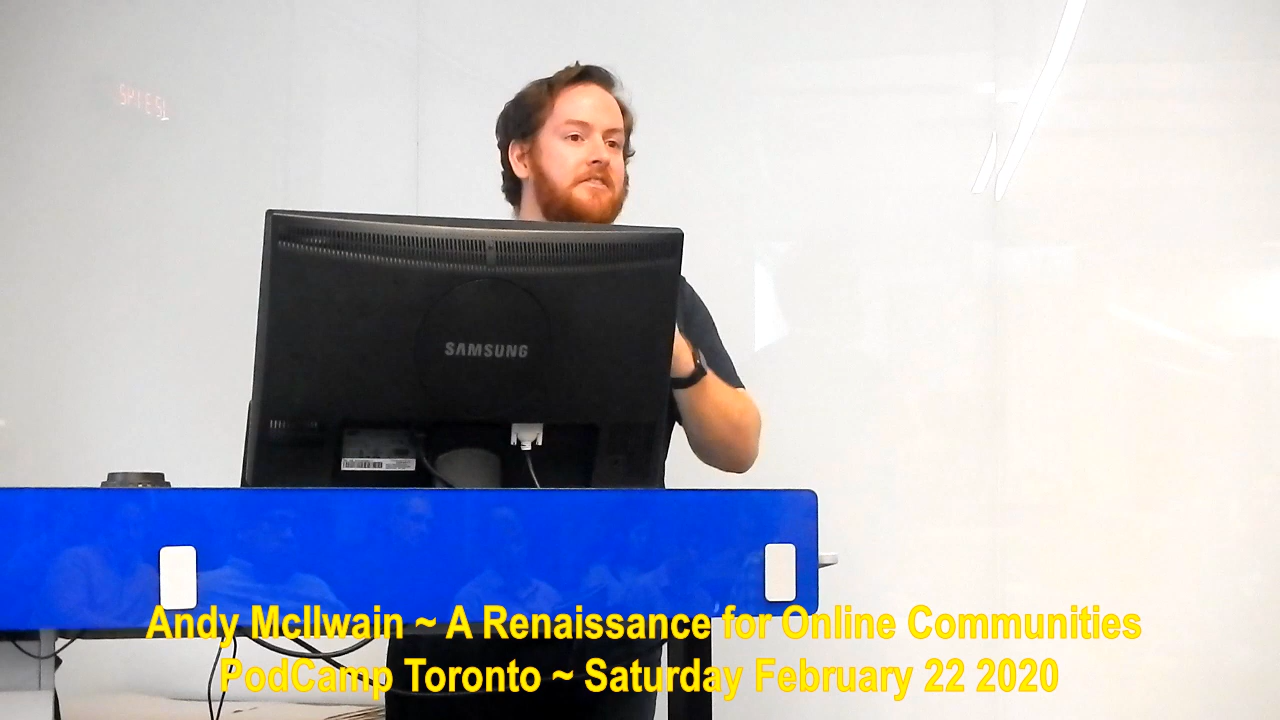 SAMSUNG
Andy McIlwain ~ A Renaissance for Online Communities
PodCamp Toronto ~ Saturday February 22 2020